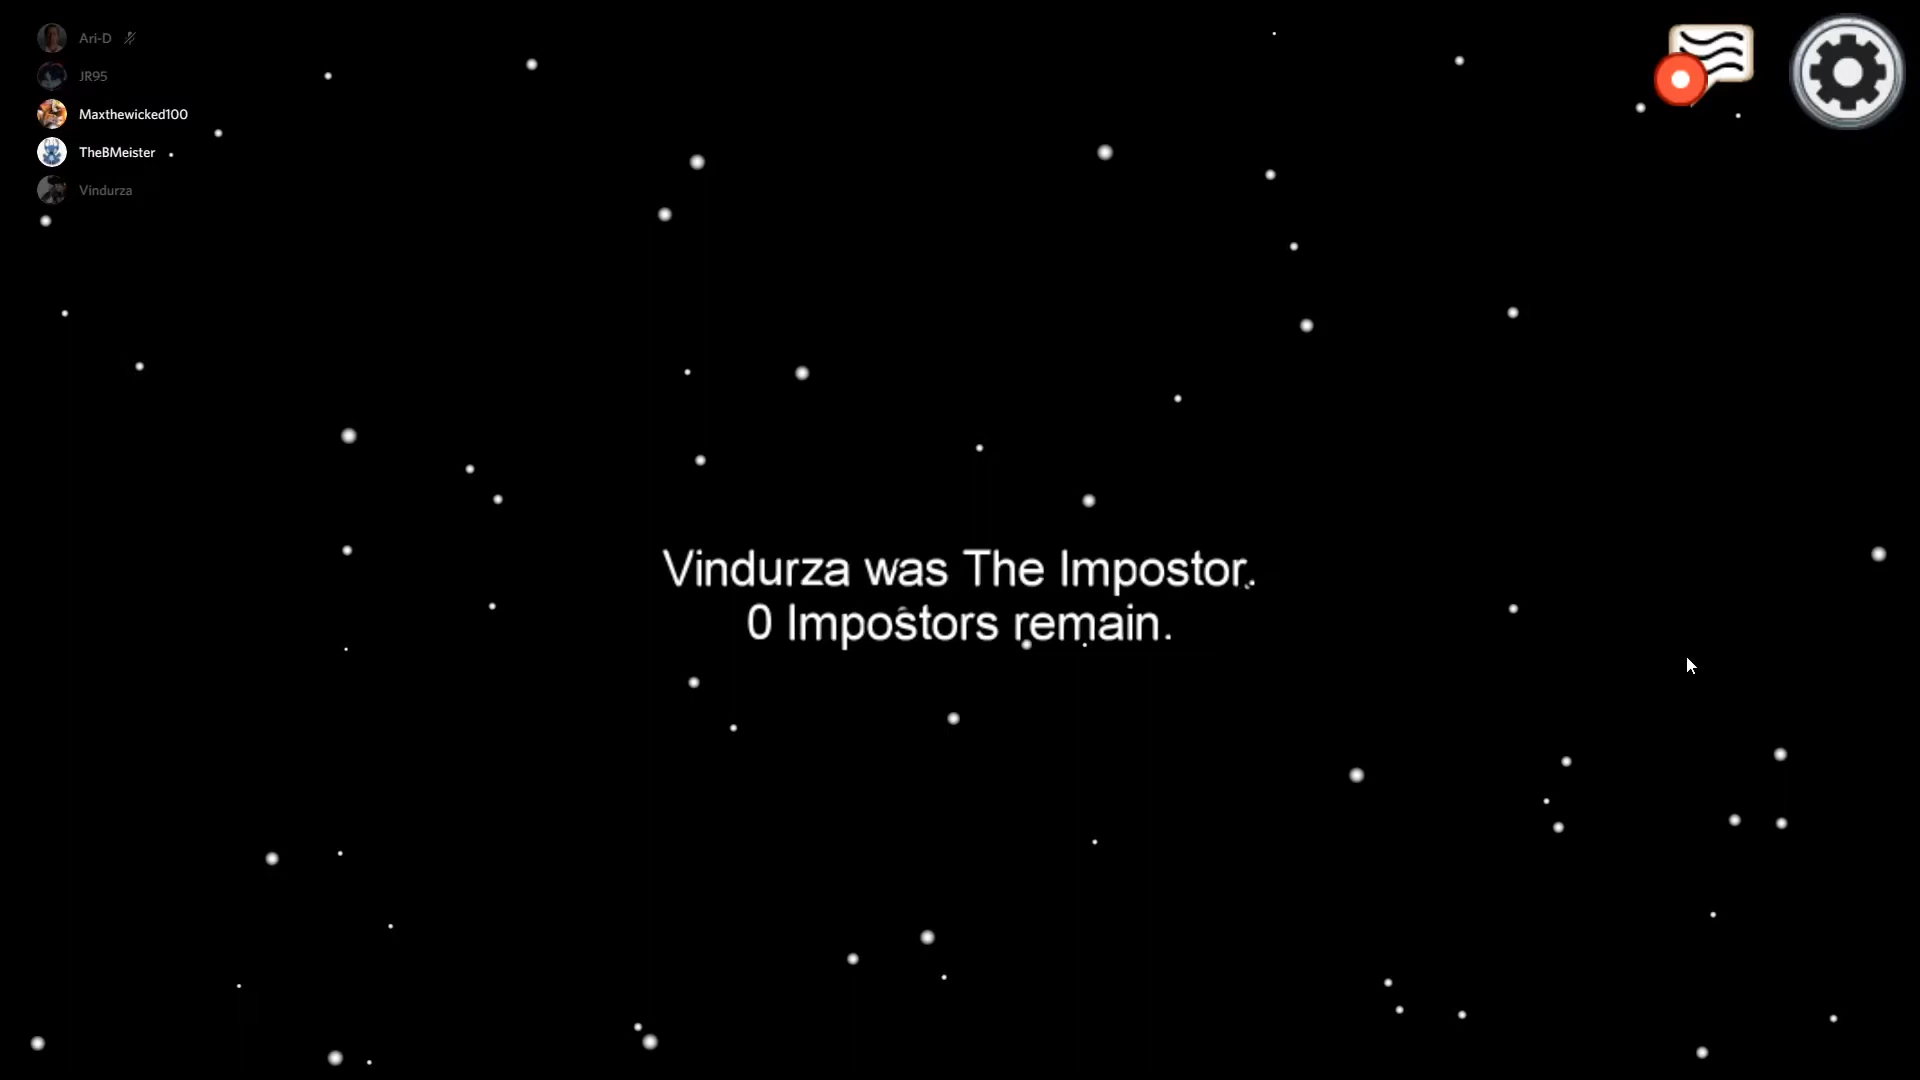 Ari-D
JR95
Maxthewicked100
TheBMeister
Vindurza
Vindurza was The Impostor.
0 Impostors remain.